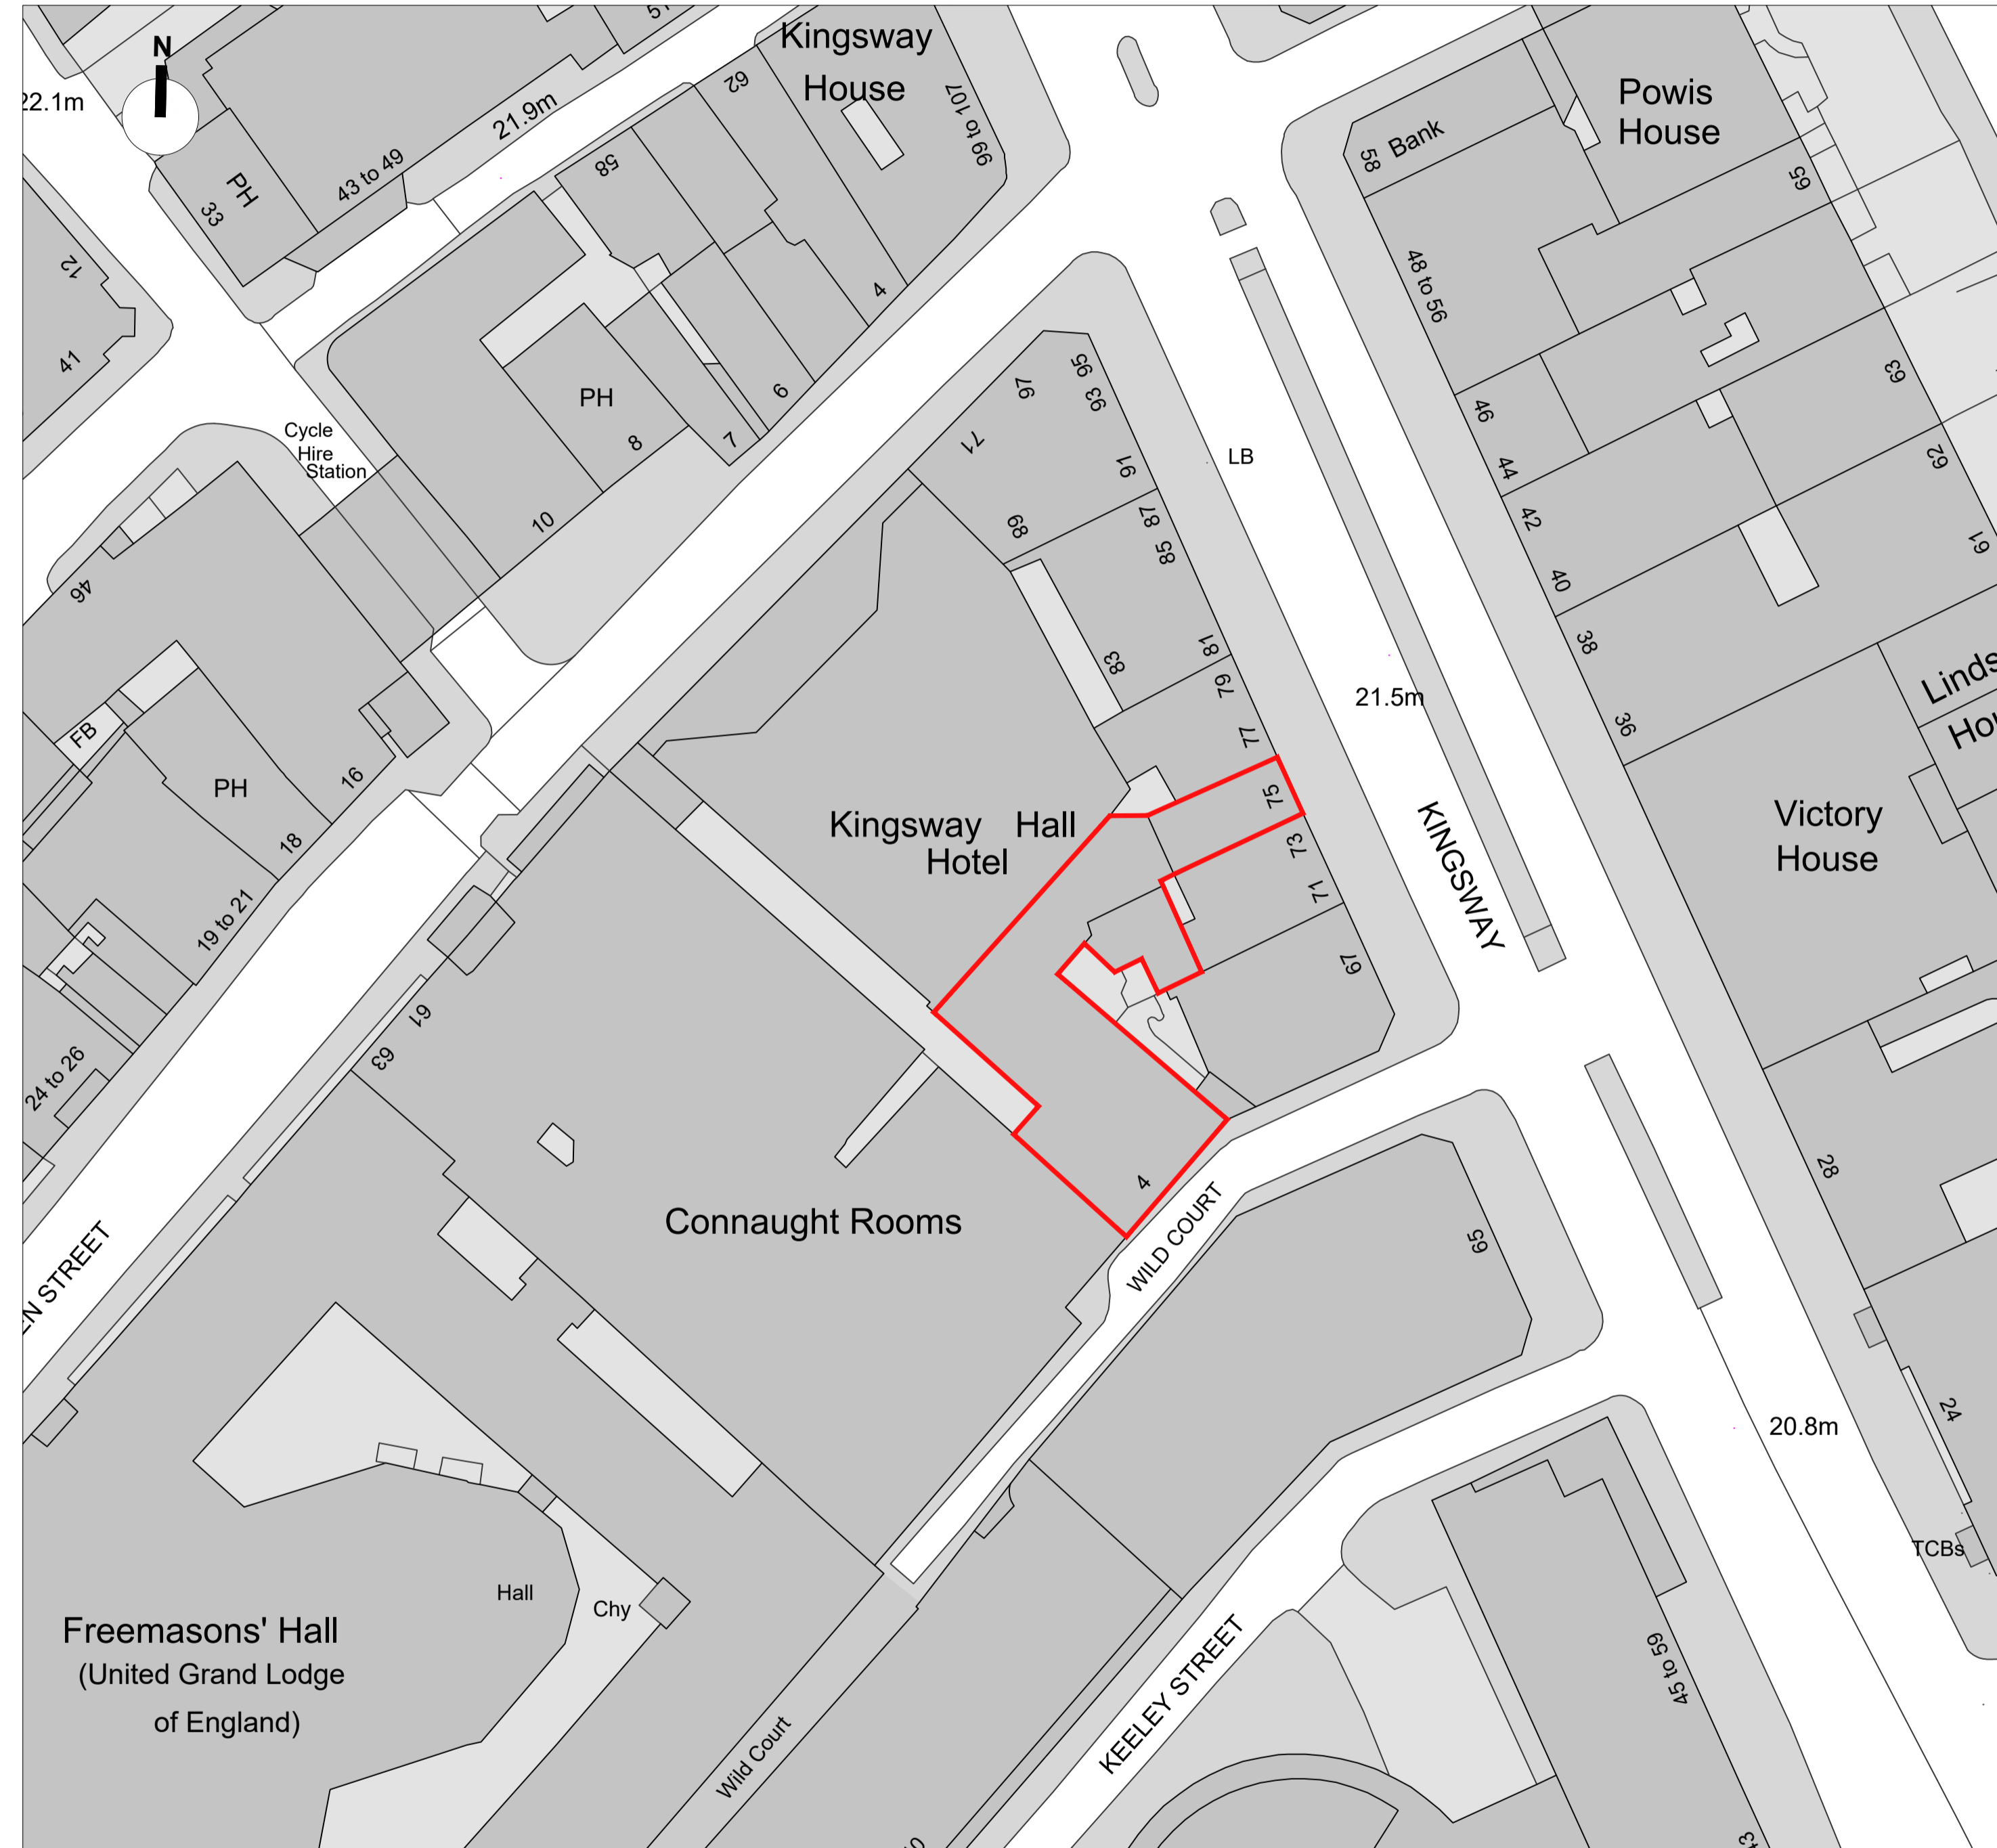 N
22.1m
51
Kingsway
House
62
99 to 107
21.9m
58
43 to 49
PH
33
12
41
4
6
7
8
PH
10
Cycle
Hire
Station
46
FB
PH
16
18
19 to 21
24 to 26
58
Bank
Powis
House
65
48 to 56
46
44
42
40
38
36
63
62
61
Victory
House
28
24
95
93
97
71
91
89
87
85
83
81
79
77
75
73
71
67
LB
21.5m
KINGSWAY
Kingsway Hall
Hotel
61
63
Connaught Rooms
4
WILD COURT
65
20.8m
TCBs
EN STREET
Hall
Chy
Freemasons' Hall
(United Grand Lodge
of England)
Wild Court
KEELEY STREET
45 to 59